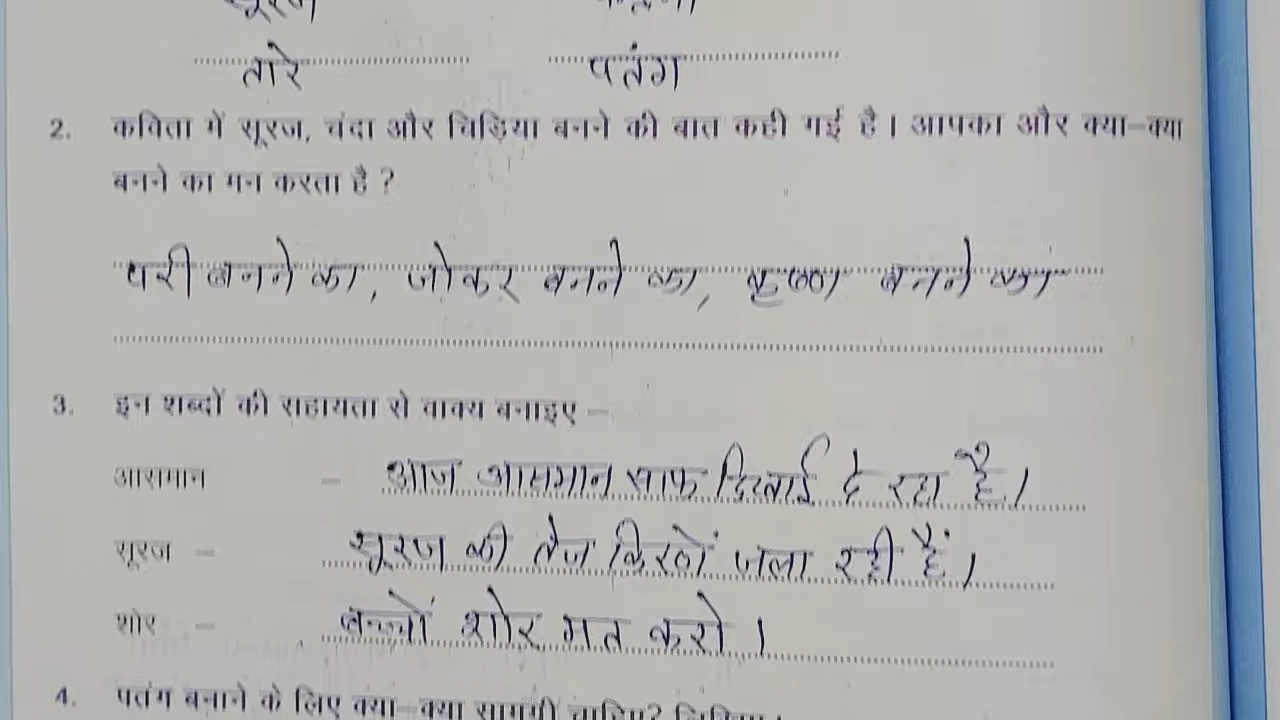 सूरज
तारे पतंग
2. कविता में सूरज, चंदा और चिड़िया बनने की बात कही गई है। आपका और क्या-क्या
बनने का मन करता है ?
परी बनने का, जोकर बनने का, कृष्ण बनने का
3. इन शब्दों की सहायता से वाक्य बनाइए –
आसमान – आज आसमान साफ दिखाई दे रहा है।
सूरज – सूरज की तेज किरणें जला रही हैं।
शोर – बच्चों शोर मत करो।
4. पतंग बनाने के लिए क्या-क्या सामग्री चाहिए? लिखिए।